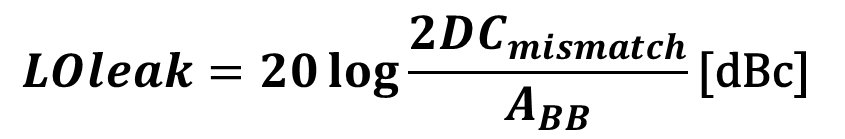 LOleak = 20 log 2DC_mismatch / A_BB [dBc]